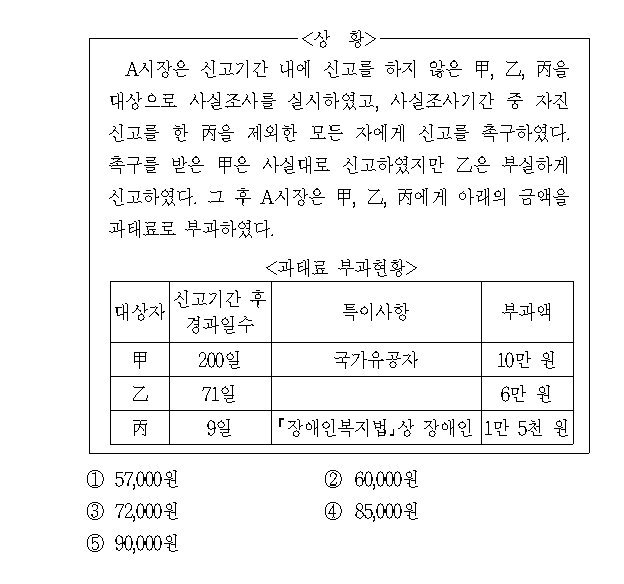 <상 황>
A시장은 신고기간 내에 신고를 하지 않은 甲, 乙, 丙을
대상으로 사실조사를 실시하였고, 사실조사기간 중 자진
신고를 한 丙을 제외한 모든 자에게 신고를 촉구하였다.
촉구를 받은 甲은 사실대로 신고하였지만 乙은 부실하게
신고하였다. 그 후 A시장은 甲, 乙, 丙에게 아래의 금액을
과태료로 부과하였다.
<과태료 부과현황>
대상자 신고기간 후 경과일수 특이사항 부과액
甲 200일 국가유공자 10만 원
乙 71일 6만 원
丙 9일 「장애인복지법」상 장애인 1만 5천 원
① 57,000원 ② 60,000원
③ 72,000원 ④ 85,000원
⑤ 90,000원